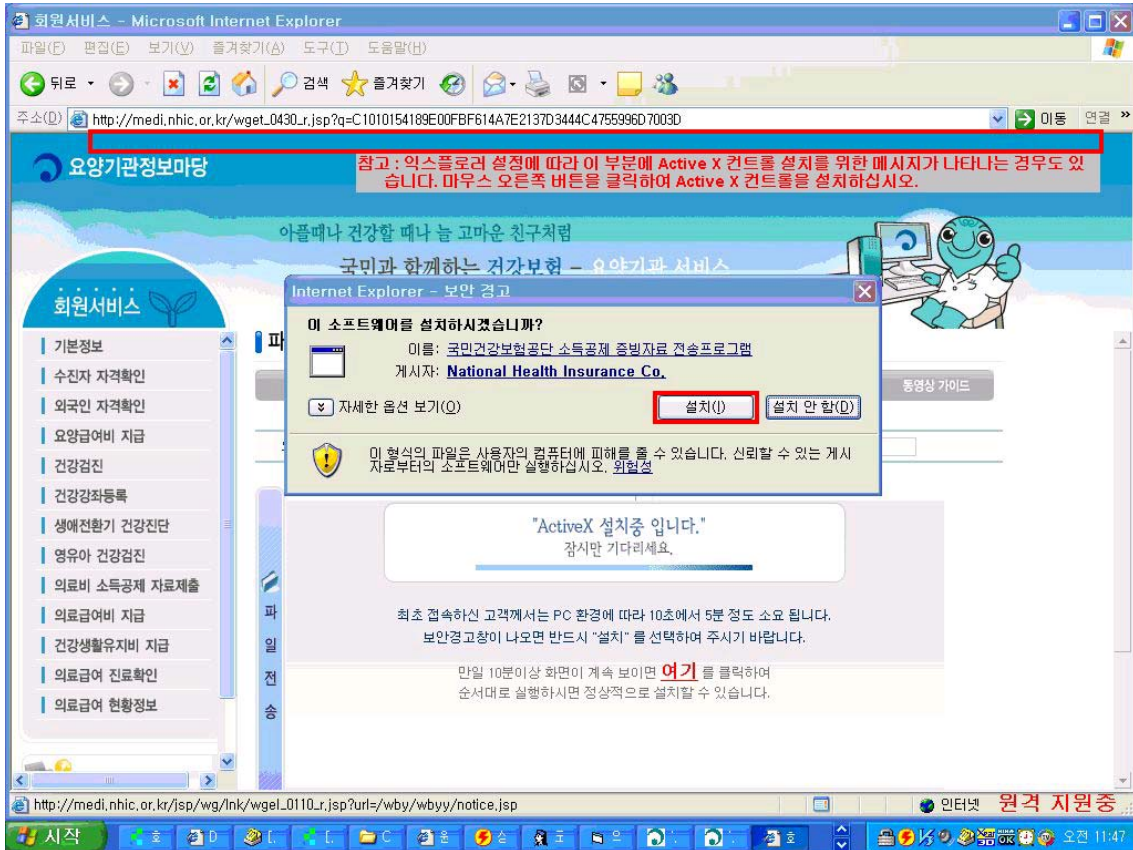 회원서비스 - Microsoft Internet Explorer
파일(F) 편집(E) 보기(V) 즐겨찾기(A) 도구(T) 도움말(H)
뒤로 검색 즐겨찾기
주소(D) http://medi.nhic.or.kr/wget_0430_r.jsp?q=C1010154189E00FBF614A7E2137D3444C4755996D7003D 이동 연결 »
요양기관정보마당
참고 : 익스플로러 설정에 따라 이 부분에 Active X 컨트롤 설치를 위한 메시지가 나타나는 경우도 있
습니다. 마우스 오른쪽 버튼을 클릭하여 Active X 컨트롤을 설치하십시오.
아플때나 건강할 때나 늘 고마운 친구처럼
국민과 함께하는 건강보험 - 요양기관 서비스
회원서비스
기본정보
수진자 자격확인
외국인 자격확인
요양급여비 지급
건강검진
건강강좌등록
생애전환기 건강진단
영유아 건강검진
의료비 소득공제 자료제출
의료급여비 지급
건강생활유지비 지급
의료급여 진료확인
의료급여 현황정보
파
동영상 가이드
Internet Explorer - 보안 경고
이 소프트웨어를 설치하시겠습니까?
이름: 국민건강보험공단 소득공제 증빙자료 전송프로그램
게시자: National Health Insurance Co.
자세한 옵션 보기(O) 설치(I) 설치 안 함(D)
이 형식의 파일은 사용자의 컴퓨터에 피해를 줄 수 있습니다. 신뢰할 수 있는 게시
자로부터의 소프트웨어만 실행하십시오. 위험성
"ActiveX 설치중 입니다."
잠시만 기다리세요.
파
일
전
송
최초 접속하신 고객께서는 PC 환경에 따라 10초에서 5분 정도 소요 됩니다.
보안경고창이 나오면 반드시 "설치" 를 선택하여 주시기 바랍니다.
만일 10분이상 화면이 계속 보이면 여기 를 클릭하여
순서대로 실행하시면 정상적으로 설치할 수 있습니다.
http://medi.nhic.or.kr/jsp/wg/lnk/wgel_0110_r.jsp?url=/wby/wbyy/notice.jsp 인터넷 원격 지원중
시작 오전 11:47